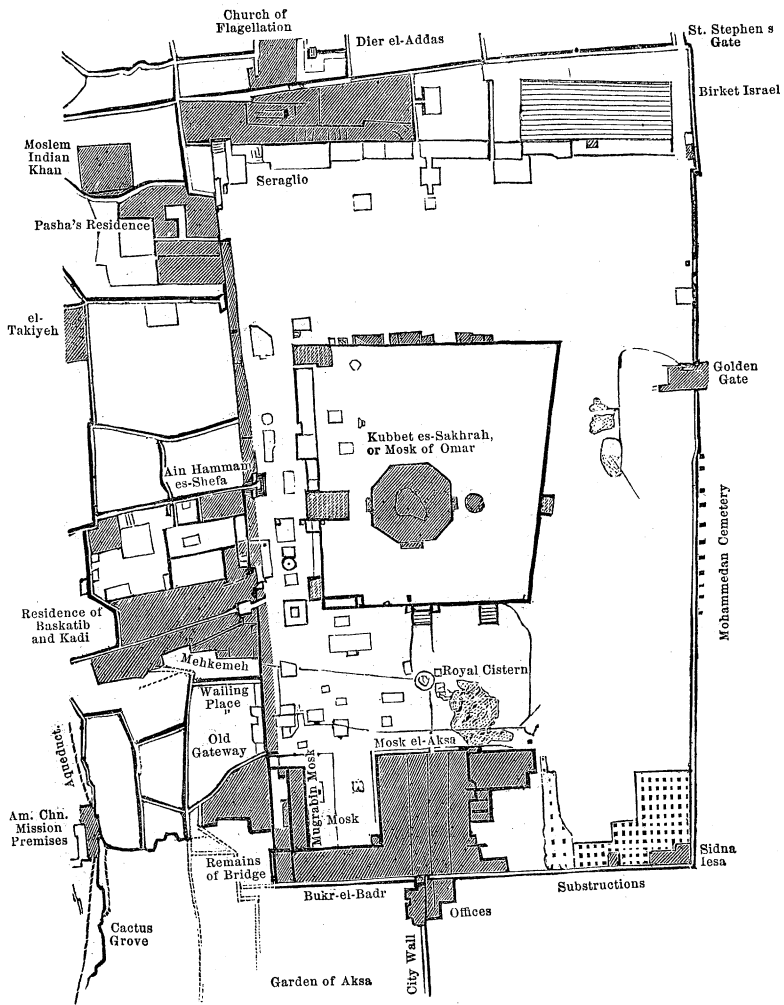 Church of
Flagellation
Dier el-Addas
St. Stephen s
Gate
Birket Israel
Moslem
Indian
Khan
Seraglio
Pasha's Residence
el-
Takiyeh
Golden
Gate
Kubbet es-Sakhrah,
or Mosk of Omar
Ain Hammam
es-Shefa
Mohammedan Cemetery
Residence of
Baskatib
and Kadi
Mehkemeh
Royal Cistern
Wailing
Place
Old
Gateway
Mosk el-Aksa
Aqueduct.
Mugrabin Mosk
Mosk
Am. Chn.
Mission
Premises
Remains
of Bridge
Sidna
Iesa
Bukr-el-Badr
Substructions
Offices
Cactus
Grove
City Wall
Garden of Aksa